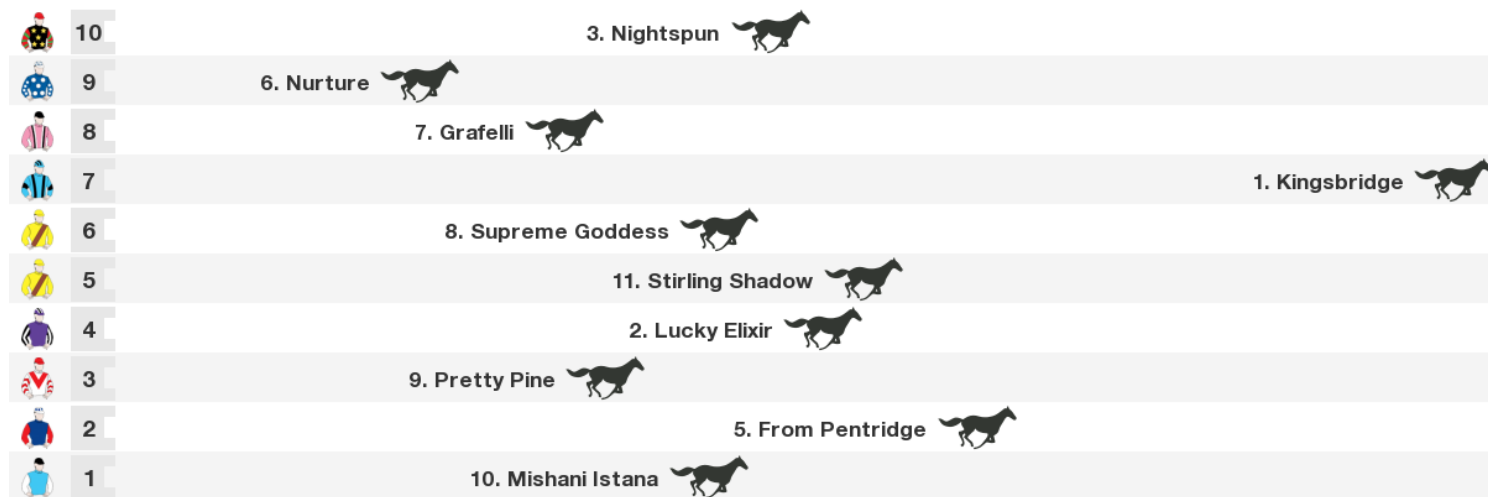 10 3. Nightspun
9 6. Nurture
8 7. Grafelli
7 1. Kingsbridge
6 8. Supreme Goddess
5 11. Stirling Shadow
4 2. Lucky Elixir
3 9. Pretty Pine
2 5. From Pentridge
1 10. Mishani Istana